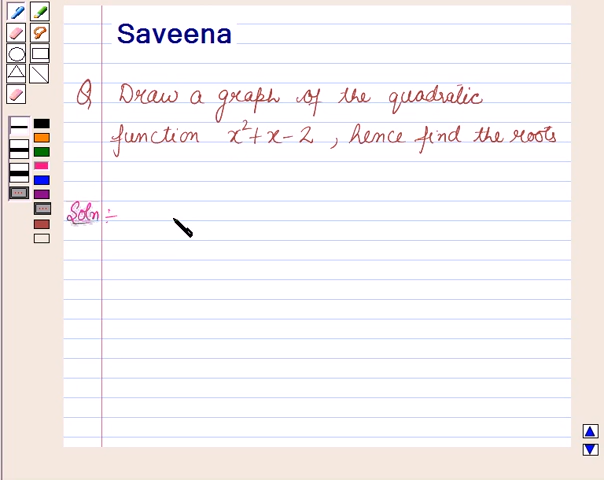 Saveena
Q Draw a graph of the quadratic
function x²+x-2, hence find the roots
Soln :-